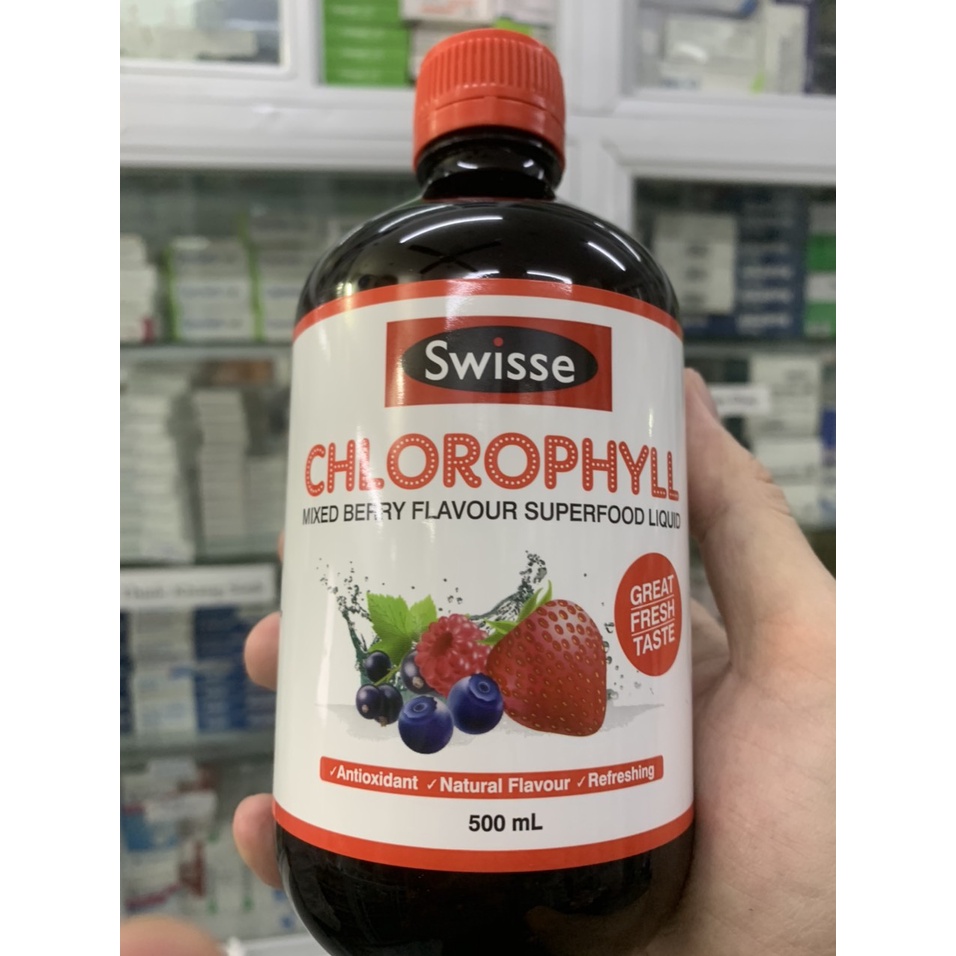 Swisse
CHLOROPHYLL
MIXED BERRY FLAVOUR SUPERFOOD LIQUID
GREAT
FRESH
TASTE
✓Antioxidant ✓Natural Flavour ✓Refreshing
500 mL